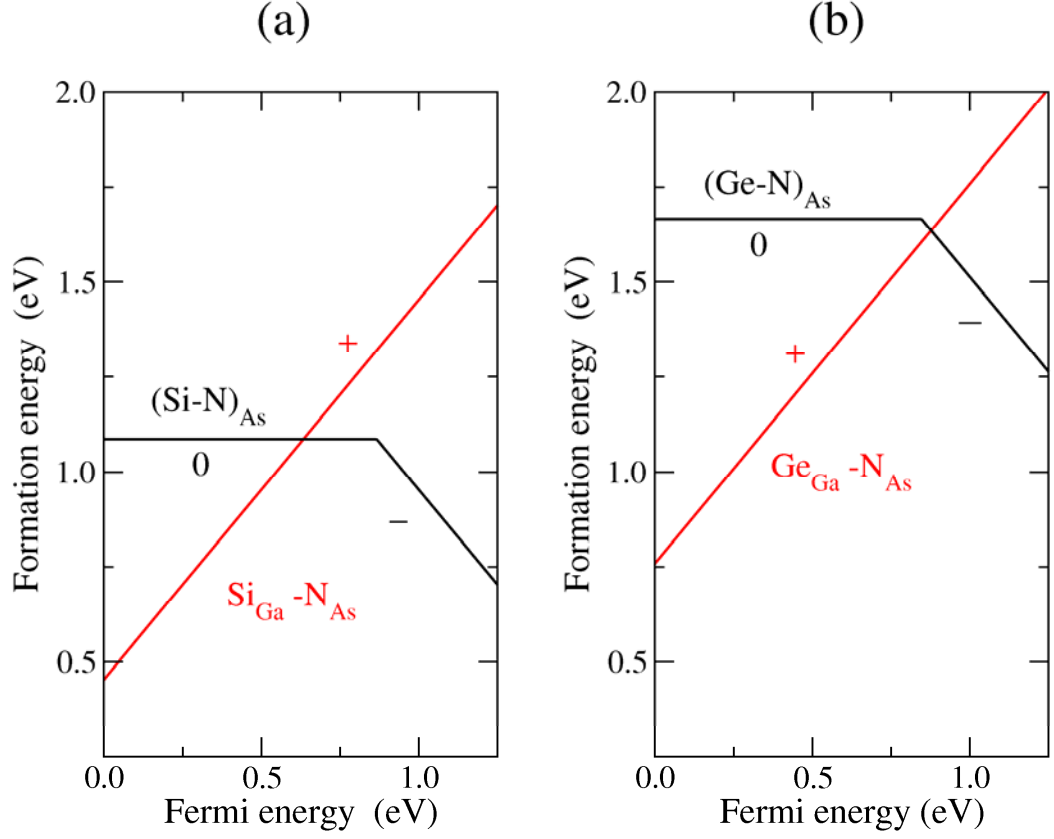 (a)
2.0
1.5
1.0
0.5
0.0 0.5 1.0
Formation energy (eV)
Fermi energy (eV)
+
(Si-N)As
0
−
SiGa -NAs
(b)
2.0
1.5
1.0
0.5
0.0 0.5 1.0
Formation energy (eV)
Fermi energy (eV)
(Ge-N)As
0
−
+
GeGa -NAs